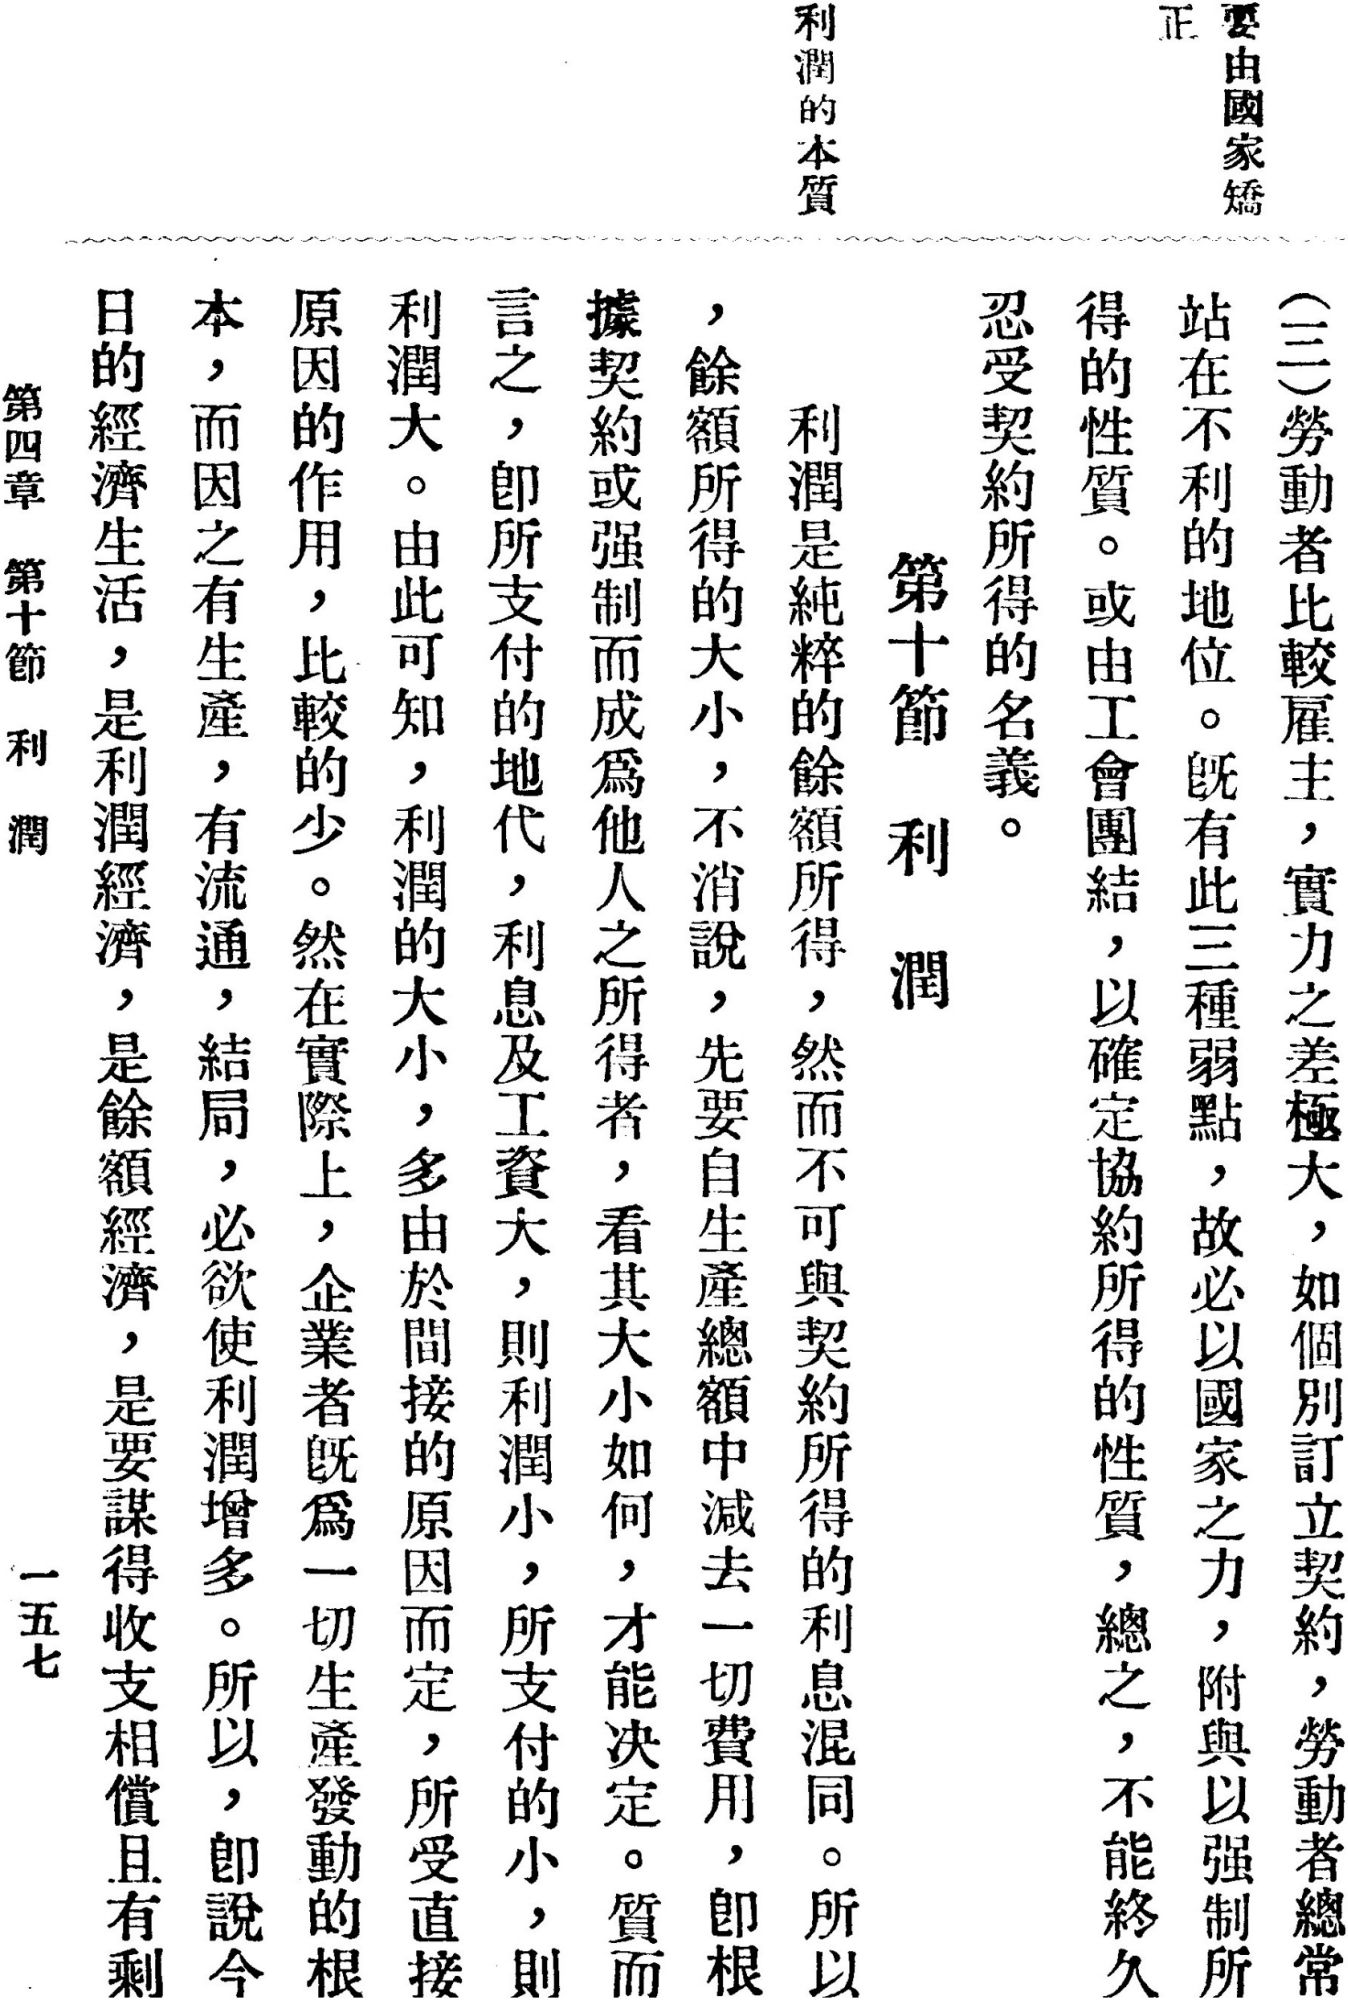 要由國家矯
正
利潤的本質
(三)勞動者比較雇主，實力之差極大，如個別訂立契約，勞動者總常
站在不利的地位。旣有此三種弱點，故必以國家之力，附與以强制所
得的性質。或由工會團結，以確定協約所得的性質，總之，不能終久
忍受契約所得的名義。
第十節　利　潤
利潤是純粹的餘額所得，然而不可與契約所得的利息混同。所以
，餘額所得的大小，不消說，先要自生產總額中減去一切費用，卽根
據契約或强制而成爲他人之所得者，看其大小如何，才能決定。質而
言之，卽所支付的地代，利息及工資大，則利潤小，所支付的小，則
利潤大。由此可知，利潤的大小，多由於間接的原因而定，所受直接
原因的作用，比較的少。然在實際上，企業者旣爲一切生產發動的根
本，而因之有生產，有流通，結局，必欲使利潤增多。所以，卽說今
日的經濟生活，是利潤經濟，是餘額經濟，是要謀得收支相償且有剩
第四章　第十節　利　潤
一五七